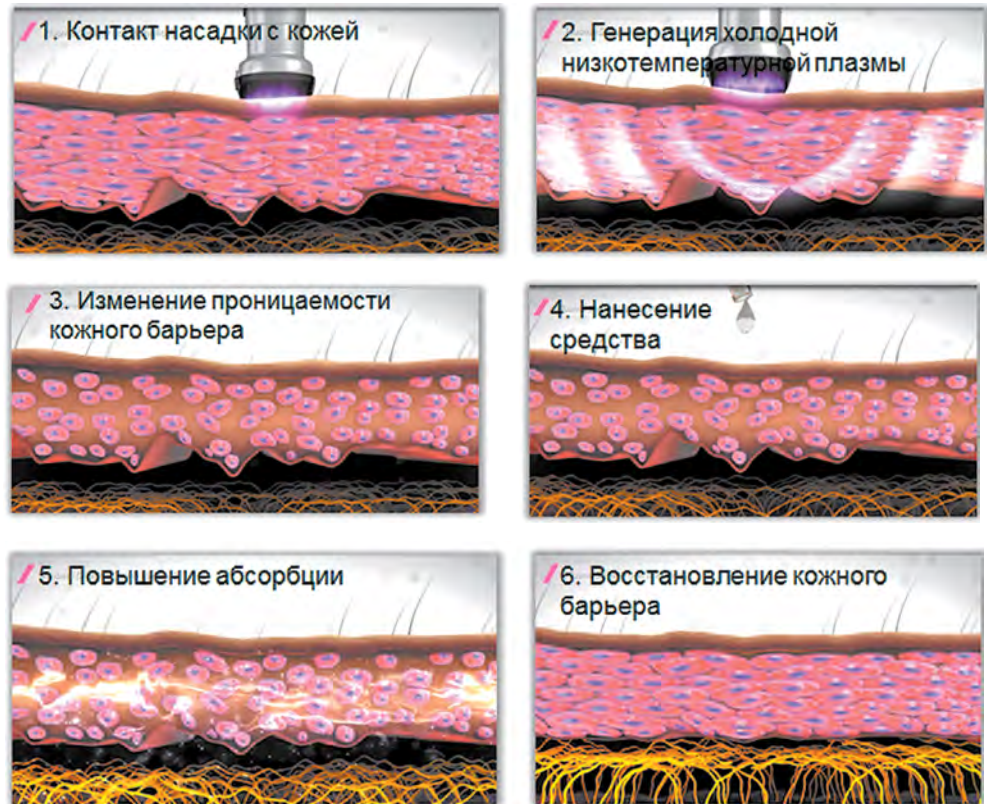 1. Контакт насадки с кожей
2. Генерация холодной
низкотемпературной плазмы
3. Изменение проницаемости
кожного барьера
4. Нанесение
средства
5. Повышение абсорбции
6. Восстановление кожного
барьера